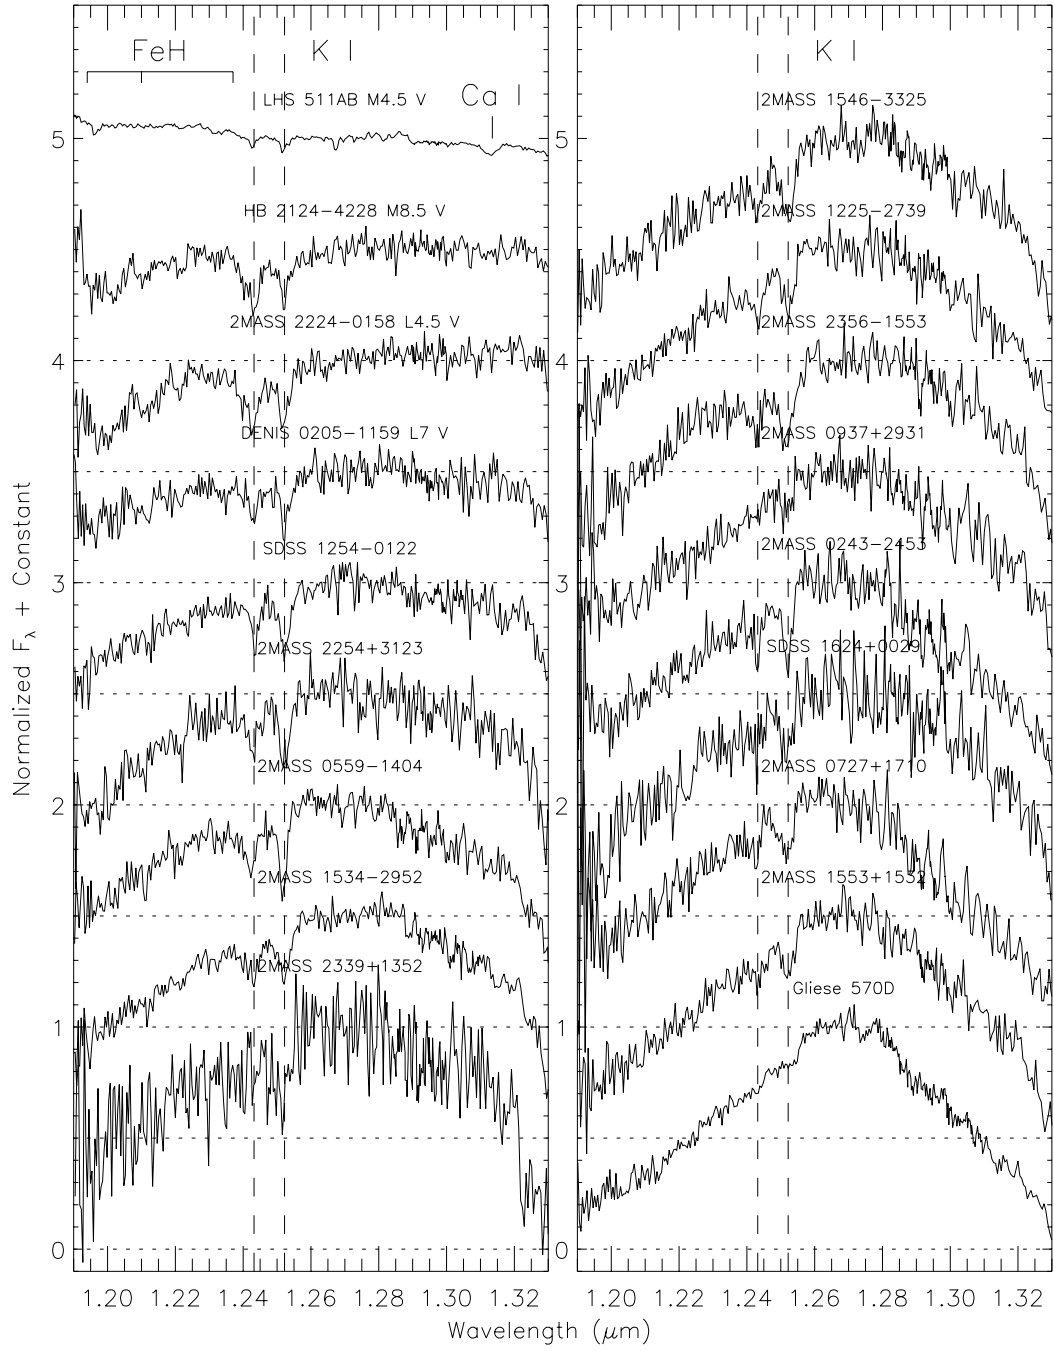 FeH
K I
Ca I
LHS 511AB M4.5 V
HB 2124−4228 M8.5 V
2MASS 2224−0158 L4.5 V
DENIS 0205−1159 L7 V
SDSS 1254−0122
2MASS 2254+3123
2MASS 0559−1404
2MASS 1534−2952
2MASS 2339+1352
5
4
3
2
1
0
1.20 1.22 1.24 1.26 1.28 1.30 1.32
K I
2MASS 1546−3325
2MASS 1225−2739
2MASS 2356−1553
2MASS 0937+2931
2MASS 0243−2453
SDSS 1624+0029
2MASS 0727+1710
2MASS 1553+1532
Gliese 570D
5
4
3
2
1
0
1.20 1.22 1.24 1.26 1.28 1.30 1.32
Normalized Fλ + Constant
Wavelength (μm)